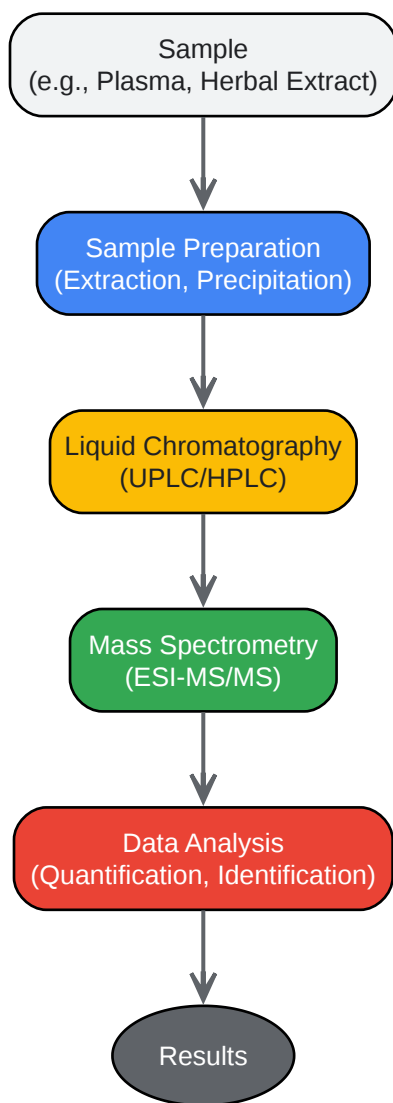 Sample
(e.g., Plasma, Herbal Extract)
Sample Preparation
(Extraction, Precipitation)
Liquid Chromatography
(UPLC/HPLC)
Mass Spectrometry
(ESI-MS/MS)
Data Analysis
(Quantification, Identification)
Results